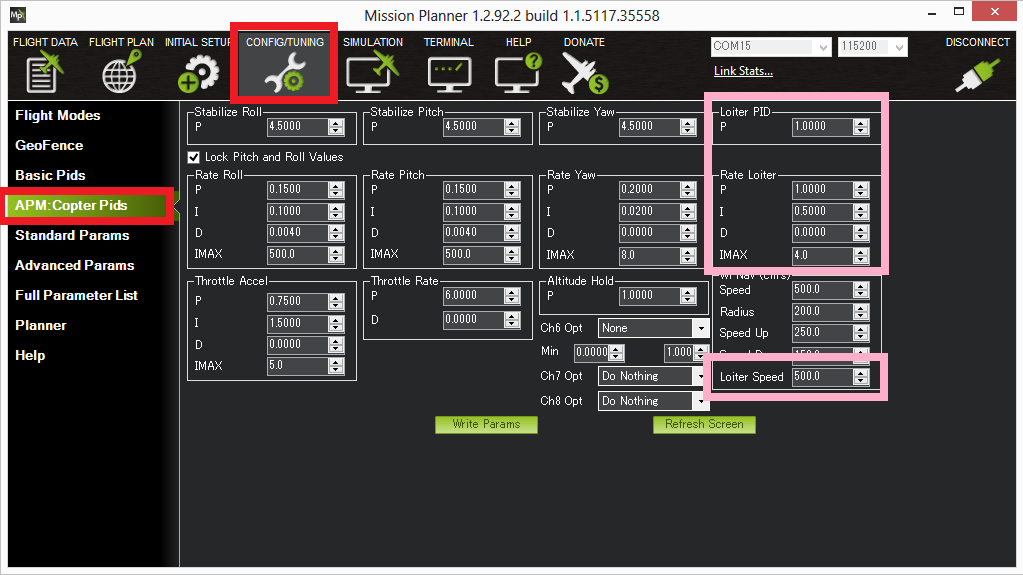 Mp
Mission Planner 1.2.92.2 build 1.1.5117.35558
FLIGHT DATA FLIGHT PLAN INITIAL SETUP CONFIG/TUNING SIMULATION TERMINAL HELP DONATE DISCONNECT
COM15 115200
Link Stats...
Flight Modes
GeoFence
Basic Pids
APM:Copter Pids
Standard Params
Advanced Params
Full Parameter List
Planner
Help
Stabilize Roll
P 4.5000
Stabilize Pitch
P 4.5000
Stabilize Yaw
P 4.5000
Loiter PID
P 1.0000
Lock Pitch and Roll Values
Rate Roll
P 0.1500
I 0.1000
D 0.0040
IMAX 500.0
Rate Pitch
P 0.1500
I 0.1000
D 0.0040
IMAX 500.0
Rate Yaw
P 0.2000
I 0.0200
D 0.0000
IMAX 8.0
Rate Loiter
P 1.0000
I 0.5000
D 0.0000
IMAX 4.0
Throttle Accel
P 0.7500
I 1.5000
D 0.0000
IMAX 5.0
Throttle Rate
P 6.0000
D 0.0000
Altitude Hold
P 1.0000
Ch6 Opt None
Min 0.0000 1.000
Ch7 Opt Do Nothing
Ch8 Opt Do Nothing
Speed 500.0
Radius 200.0
Speed Up 250.0
Loiter Speed 500.0
Write Params
Refresh Screen